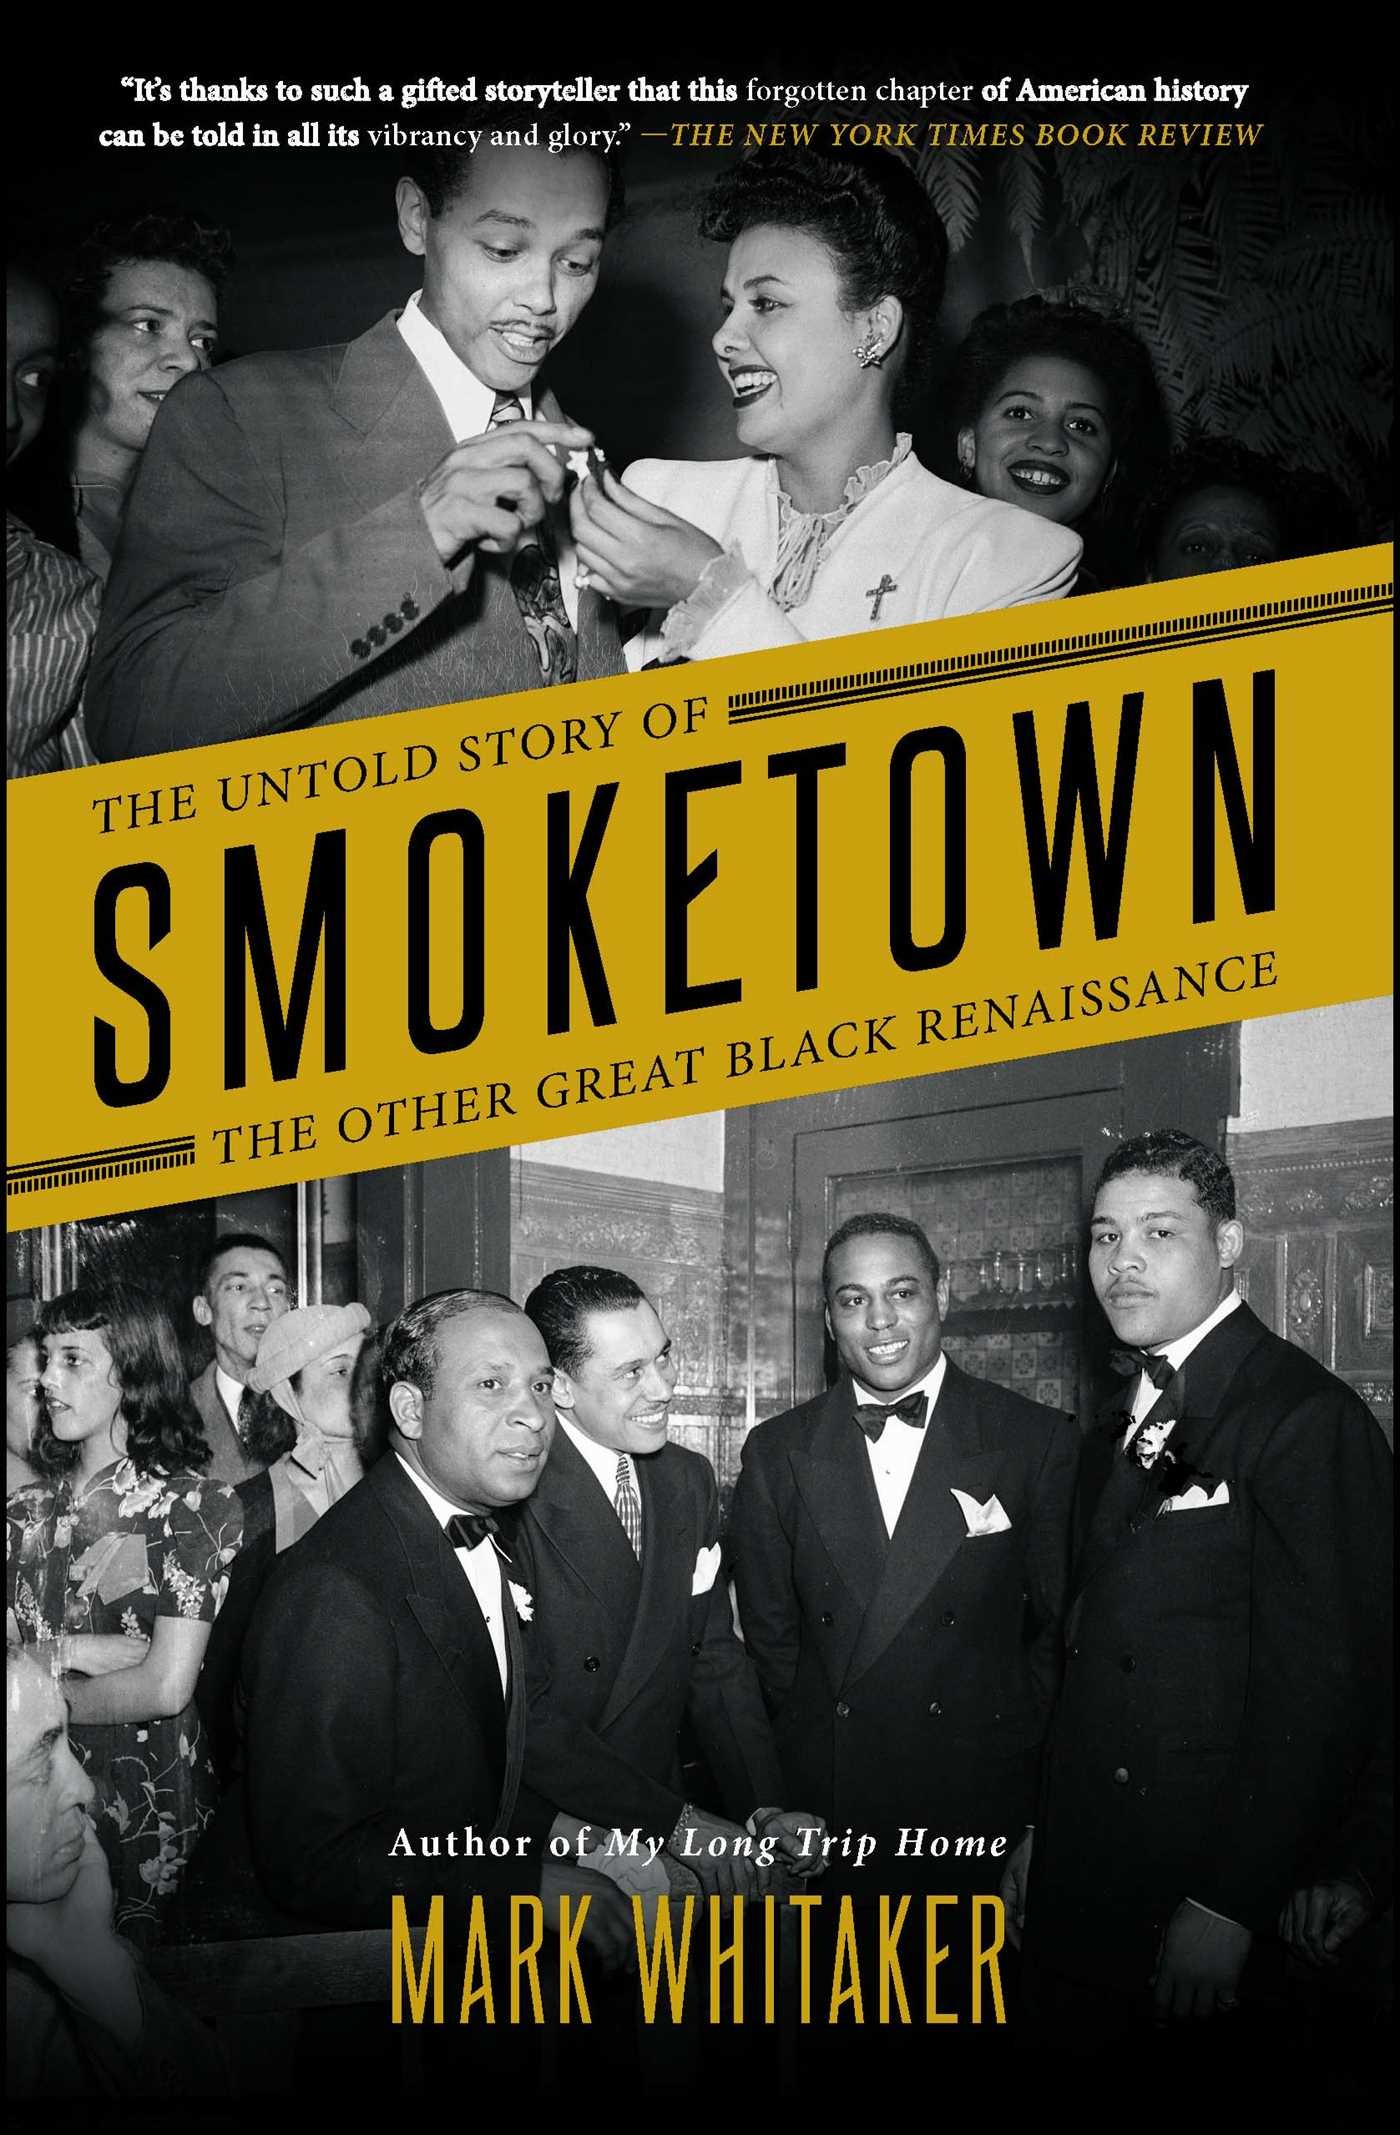 “It’s thanks to such a gifted storyteller that this forgotten chapter of American history
can be told in all its vibrancy and glory.” —THE NEW YORK TIMES BOOK REVIEW
THE UNTOLD STORY OF
SMOKETOWN
THE OTHER GREAT BLACK RENAISSANCE
Author of My Long Trip Home
MARK WHITAKER